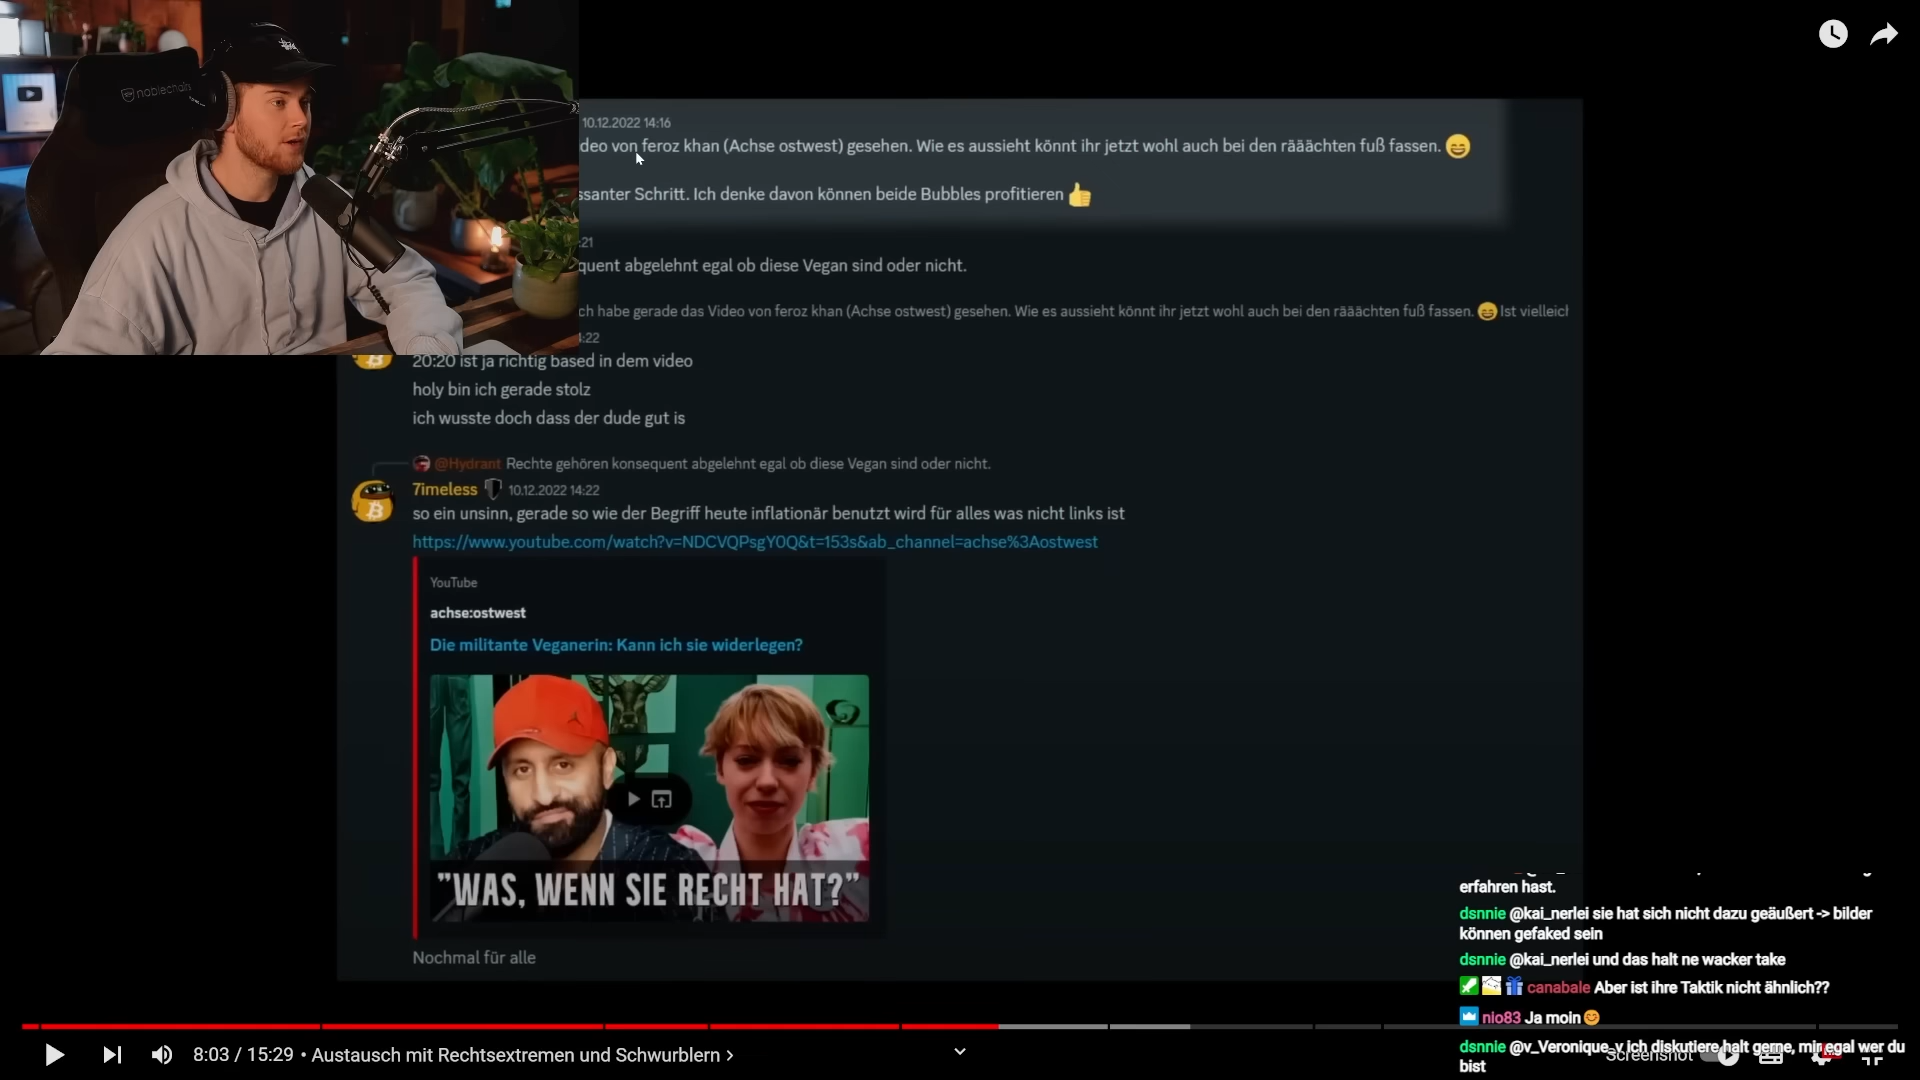 noblechair
10.12.2022 14:16
deo von feroz khan (Achse ostwest) gesehen. Wie es aussieht könnt ihr jetzt wohl auch bei den räääächten fuß fassen. 😄
ssanter Schritt. Ich denke davon können beide Bubbles profitieren 👍
:21
quent abgelehnt egal ob diese Vegan sind oder nicht.
ch habe gerade das Video von feroz khan (Achse ostwest) gesehen. Wie es aussieht könnt ihr jetzt wohl auch bei den räääächten fuß fassen. 😄 Ist vielleich
:22
20:20 ist ja richtig based in dem video
holy bin ich gerade stolz
ich wusste doch dass der dude gut is
@Hydrant Rechte gehören konsequent abgelehnt egal ob diese Vegan sind oder nicht.
7imeless 10.12.2022 14:22
so ein unsinn, gerade so wie der Begriff heute inflationär benutzt wird für alles was nicht links ist
https://www.youtube.com/watch?v=NDCVQPsgY0Q&t=153s&ab_channel=achse%3Aostwest
YouTube
achse:ostwest
Die militante Veganerin: Kann ich sie widerlegen?
"WAS, WENN SIE RECHT HAT?"
Nochmal für alle
erfahren hast.
dsnnie @kai_nerlei sie hat sich nicht dazu geäußert -> bilder
können gefaked sein
dsnnie @kai_nerlei und das halt ne wacker take
canabale Aber ist ihre Taktik nicht ähnlich??
nio83 Ja moin 😊
dsnnie @v_Veronique_v ich diskutiere halt gerne, mir egal wer du
bist
8:03 / 15:29 • Austausch mit Rechtsextremen und Schwurblern ›
Screenshot